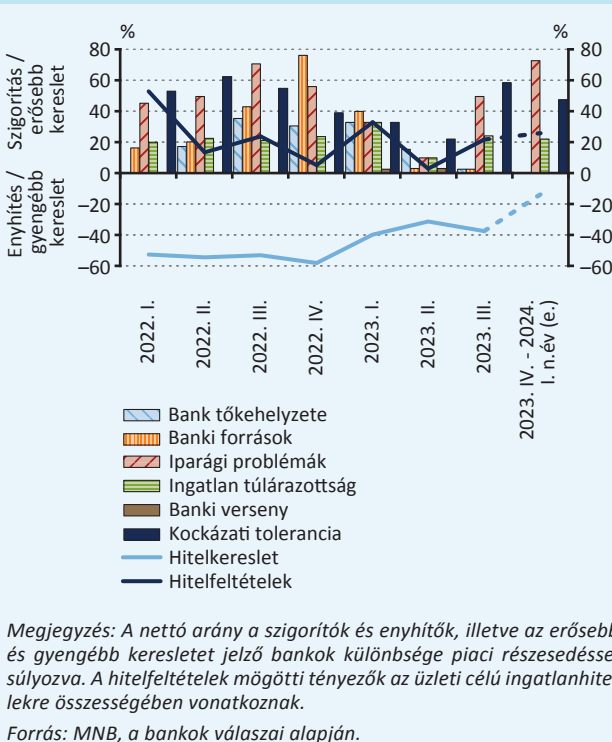 % %
Szigorítás / erősebb kereslet
Enyhítés / gyengébb kereslet
80 80
60 60
40 40
20 20
0 0
−20 −20
−40 −40
−60 −60
2022. I.
2022. II.
2022. III.
2022. IV.
2023. I.
2023. II.
2023. III.
2023. IV. - 2024.
I. n.év (e.)
Bank tőkehelyzete
Banki források
Iparági problémák
Ingatlan túlárazottság
Banki verseny
Kockázati tolerancia
Hitelkereslet
Hitelfeltételek
Megjegyzés: A nettó arány a szigorítók és enyhítők, illetve az erősebb
és gyengébb keresletet jelző bankok különbsége piaci részesedésse
súlyozva. A hitelfeltételek mögötti tényezők az üzleti célú ingatlanhite
lekre összességében vonatkoznak.
Forrás: MNB, a bankok válaszai alapján.